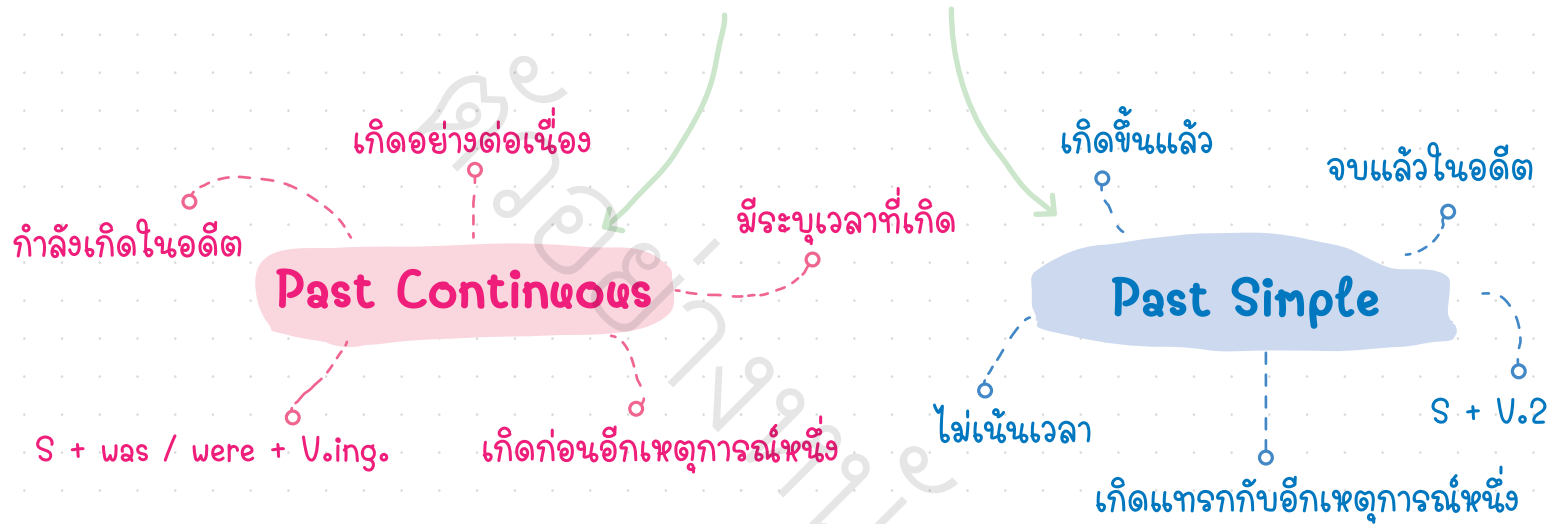 เกิดอย่างต่อเนื่อง
กำลังเกิดในอดีต
มีระบุเวลาที่เกิด
Past Continuous
S + was / were + V.ing.
เกิดก่อนอีกเหตุการณ์หนึ่ง
เกิดขึ้นแล้ว
จบแล้วในอดีต
Past Simple
ไม่เน้นเวลา
S + V.2
เกิดแทรกกับอีกเหตุการณ์หนึ่ง